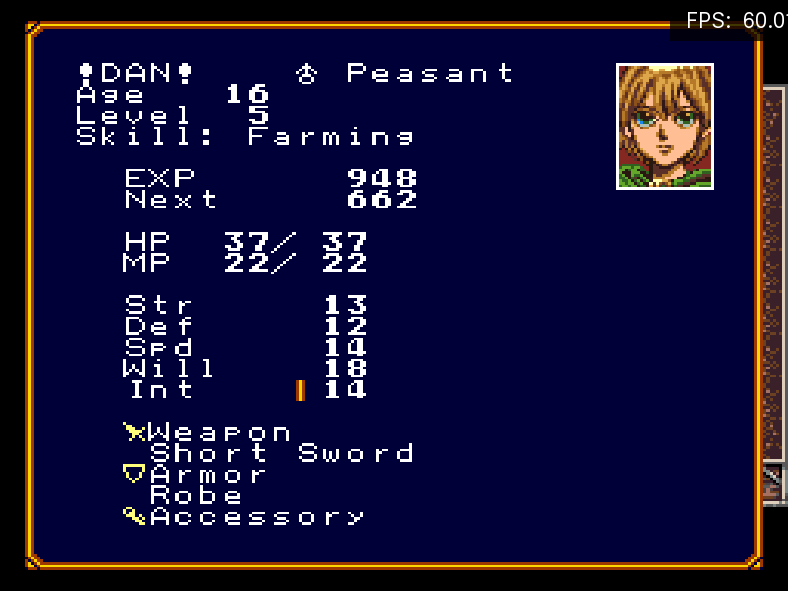 FPS: 60.0
!DAN! Peasant
Age 16
Level 5
Skill: Farming
EXP 948
Next 662
HP 37/ 37
MP 22/ 22
Str 13
Def 12
Spd 14
Will 18
Int 14
Weapon
Short Sword
Armor
Robe
Accessory